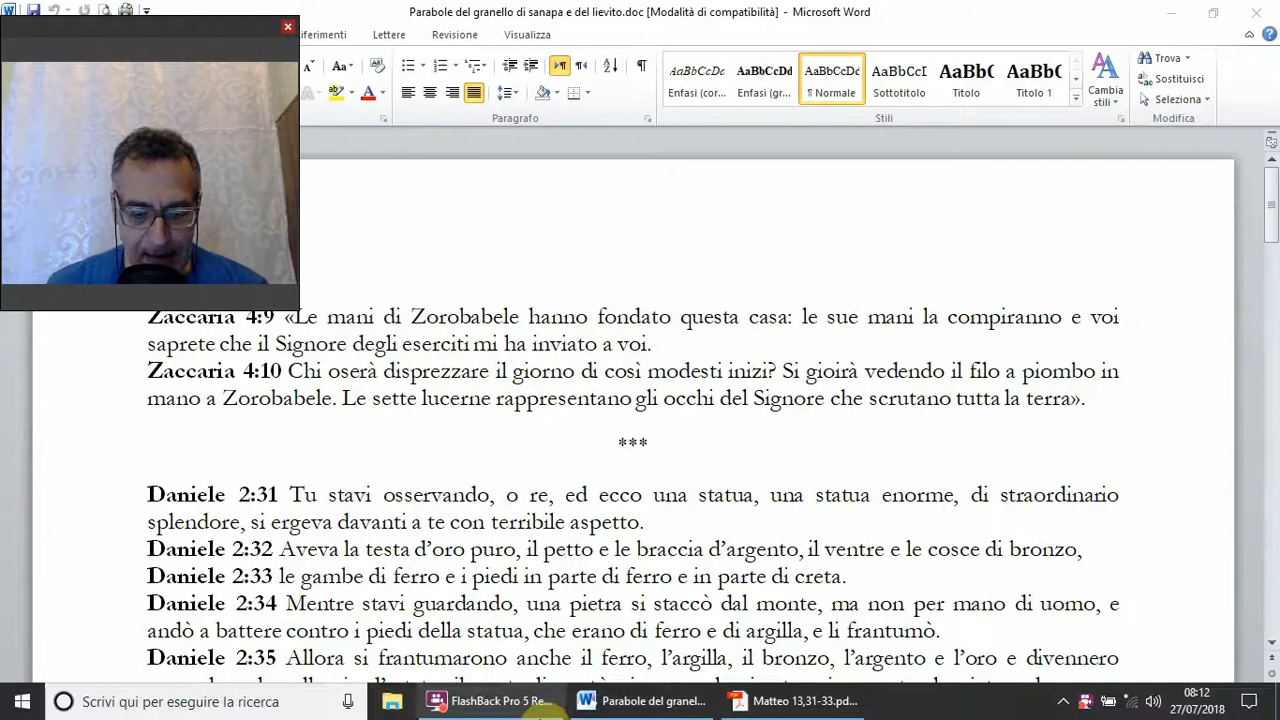 Parabole del granello di sanapa e del lievito.doc [Modalità di compatibilità] - Microsoft Word
iferimenti Lettere Revisione Visualizza
Aa
AaBbCcDc AaBbCcDd AaBbCcDc AaBbCcI AaBbC AaBbC
Enfasi (cor... Enfasi (gr... ¶ Normale Sottotitolo Titolo Titolo 1
Cambia stili
Trova
Sostituisci
Seleziona
Paragrafo Stili Modifica
Zaccaria 4:9 «Le mani di Zorobabele hanno fondato questa casa: le sue mani la compiranno e voi
saprete che il Signore degli eserciti mi ha inviato a voi.
Zaccaria 4:10 Chi oserà disprezzare il giorno di così modesti inizi? Si gioirà vedendo il filo a piombo in
mano a Zorobabele. Le sette lucerne rappresentano gli occhi del Signore che scrutano tutta la terra».
***
Daniele 2:31 Tu stavi osservando, o re, ed ecco una statua, una statua enorme, di straordinario
splendore, si ergeva davanti a te con terribile aspetto.
Daniele 2:32 Aveva la testa d’oro puro, il petto e le braccia d’argento, il ventre e le cosce di bronzo,
Daniele 2:33 le gambe di ferro e i piedi in parte di ferro e in parte di creta.
Daniele 2:34 Mentre stavi guardando, una pietra si staccò dal monte, ma non per mano di uomo, e
andò a battere contro i piedi della statua, che erano di ferro e di argilla, e li frantumò.
Daniele 2:35 Allora si frantumarono anche il ferro, l’argilla, il bronzo, l’argento e l’oro e divennero
Scrivi qui per eseguire la ricerca FlashBack Pro 5 Re... Parabole del granel... Matteo 13,31-33.pd... 08:12
27/07/2018